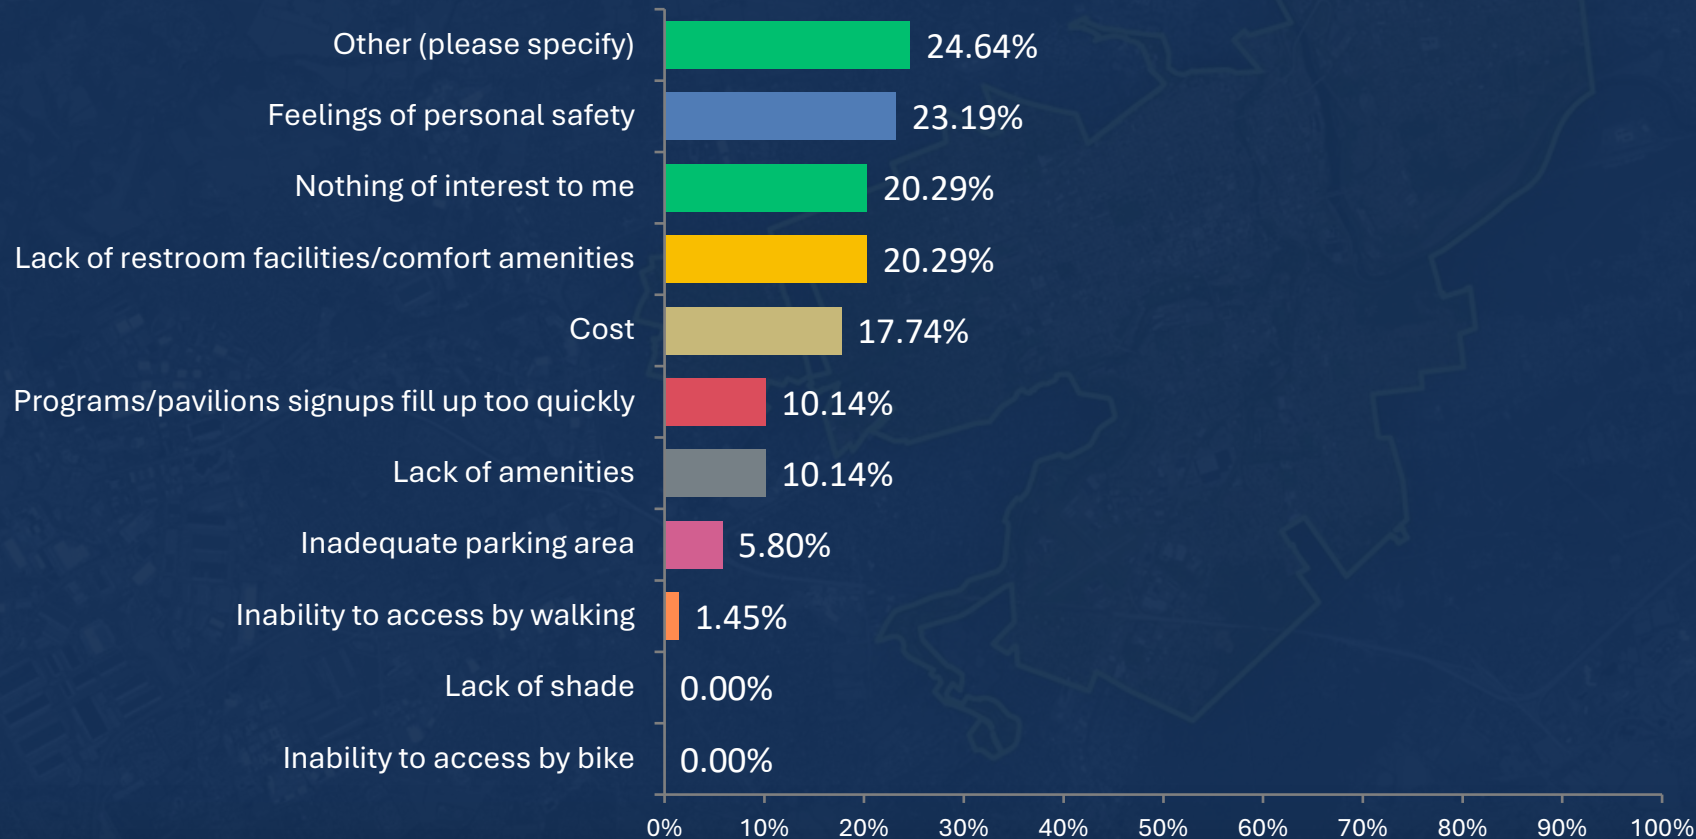 Other (please specify) 24.64%
Feelings of personal safety 23.19%
Nothing of interest to me 20.29%
Lack of restroom facilities/comfort amenities 20.29%
Cost 17.74%
Programs/pavilions signups fill up too quickly 10.14%
Lack of amenities 10.14%
Inadequate parking area 5.80%
Inability to access by walking 1.45%
Lack of shade 0.00%
Inability to access by bike 0.00%
0% 10% 20% 30% 40% 50% 60% 70% 80% 90% 100%